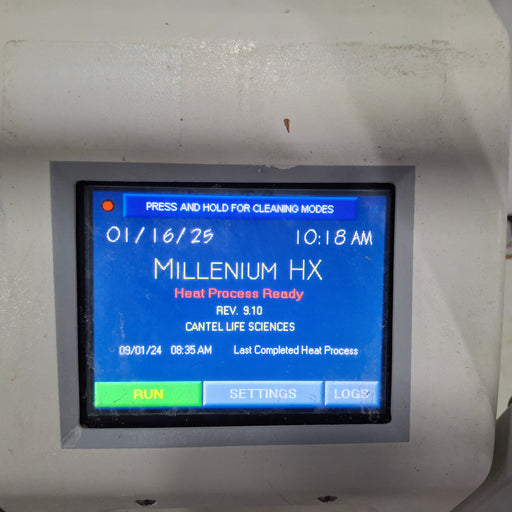 PRESS AND HOLD FOR CLEANING MODES
01/16/25 10:18 AM
MILLENIUM HX
Heat Process Ready
REV. 9.10
CANTEL LIFE SCIENCES
09/01/24 08:35 AM Last Completed Heat Process
RUN SETTINGS LOGS